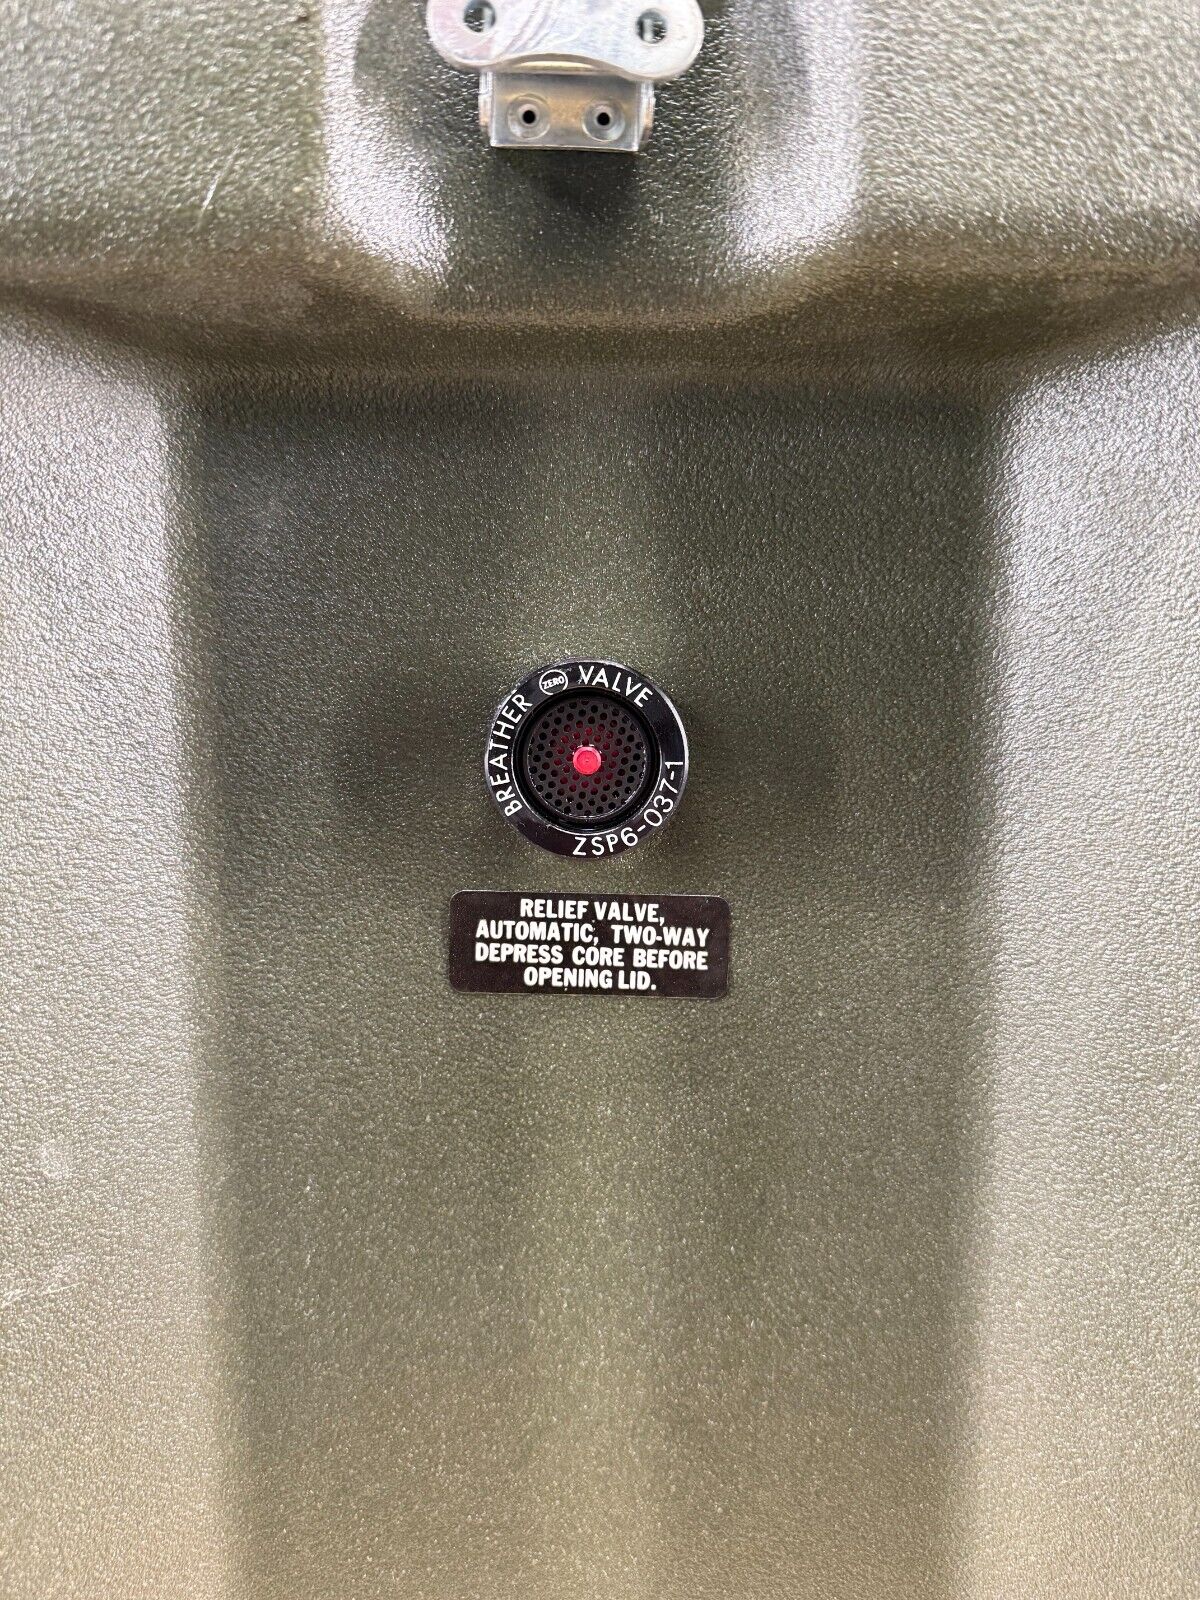 BREATHER ZERO VALVE
ZSP6-037-1
RELIEF VALVE,
AUTOMATIC, TWO-WAY
DEPRESS CORE BEFORE
OPENING LID.